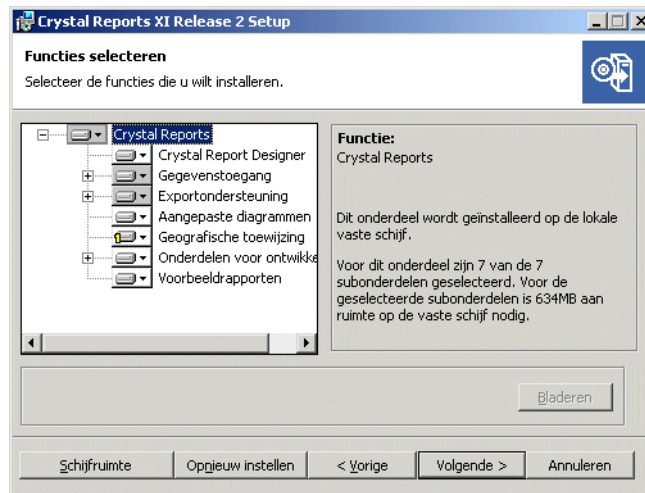 Crystal Reports XI Release 2 Setup
Functies selecteren
Selecteer de functies die u wilt installeren.
Crystal Reports
Crystal Report Designer
Gegevenstoegang
Exportondersteuning
Aangepaste diagrammen
Geografische toewijzing
Onderdelen voor ontwikke
Voorbeeldrapporten
Functie:
Crystal Reports
Dit onderdeel wordt geïnstalleerd op de lokale
vaste schijf.
Voor dit onderdeel zijn 7 van de 7
subonderdelen geselecteerd. Voor de
geselecteerde subonderdelen is 634MB aan
ruimte op de vaste schijf nodig.
Bladeren
Schijfruimte
Opnieuw instellen
< Vorige
Volgende >
Annuleren